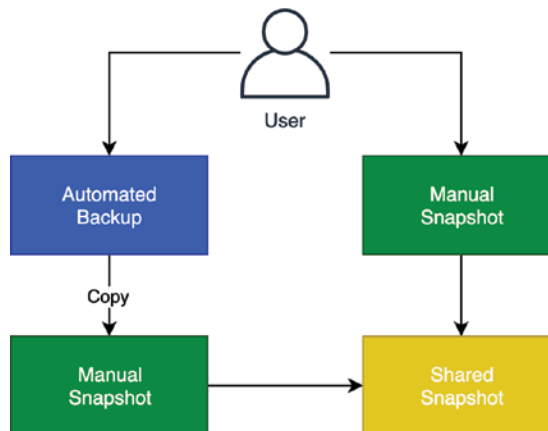 User
Automated
Backup
Manual
Snapshot
Copy
Manual
Snapshot
Shared
Snapshot